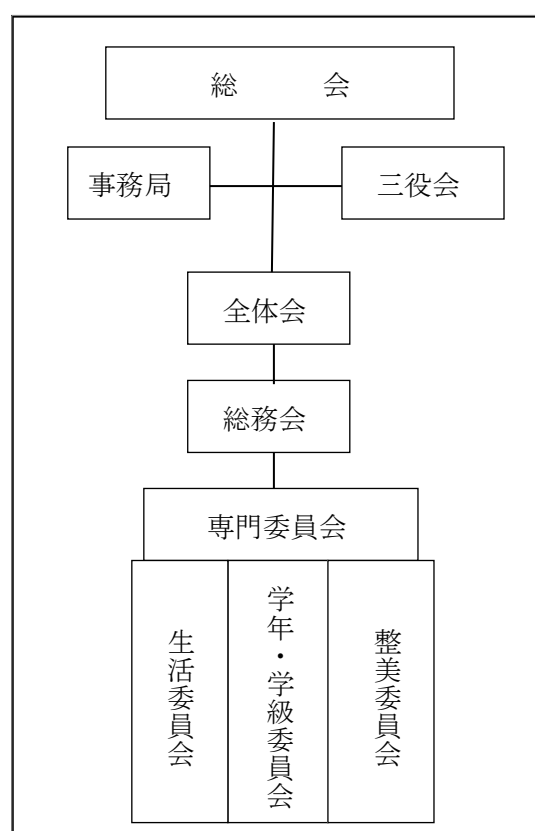 総　　　会
事務局
三役会
全体会
総務会
専門委員会
生活委員会
学年・学級委員会
整美委員会